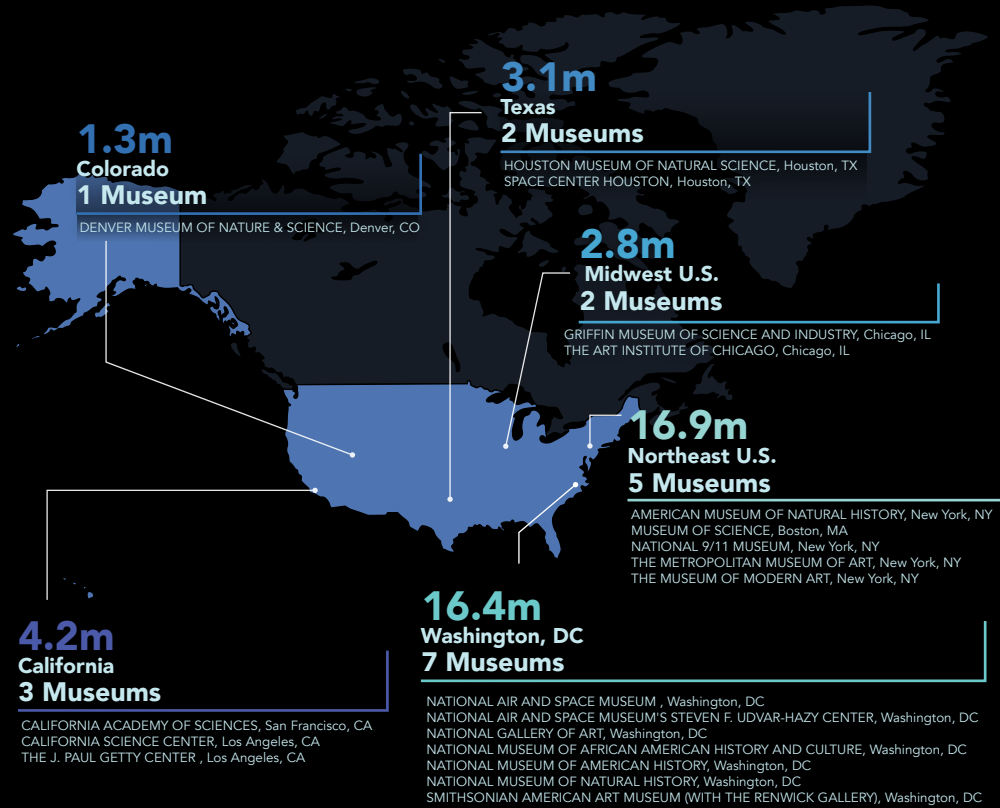 3.1m
Texas
2 Museums
HOUSTON MUSEUM OF NATURAL SCIENCE, Houston, TX
SPACE CENTER HOUSTON, Houston, TX
1.3m
Colorado
1 Museum
DENVER MUSEUM OF NATURE & SCIENCE, Denver, CO
2.8m
Midwest U.S.
2 Museums
GRIFFIN MUSEUM OF SCIENCE AND INDUSTRY, Chicago, IL
THE ART INSTITUTE OF CHICAGO, Chicago, IL
16.9m
Northeast U.S.
5 Museums
AMERICAN MUSEUM OF NATURAL HISTORY, New York, NY
MUSEUM OF SCIENCE, Boston, MA
NATIONAL 9/11 MUSEUM, New York, NY
THE METROPOLITAN MUSEUM OF ART, New York, NY
THE MUSEUM OF MODERN ART, New York, NY
16.4m
Washington, DC
7 Museums
NATIONAL AIR AND SPACE MUSEUM , Washington, DC
NATIONAL AIR AND SPACE MUSEUM'S STEVEN F. UDVAR-HAZY CENTER, Washington, DC
NATIONAL GALLERY OF ART, Washington, DC
NATIONAL MUSEUM OF AFRICAN AMERICAN HISTORY AND CULTURE, Washington, DC
NATIONAL MUSEUM OF AMERICAN HISTORY, Washington, DC
NATIONAL MUSEUM OF NATURAL HISTORY, Washington, DC
SMITHSONIAN AMERICAN ART MUSEUM (WITH THE RENWICK GALLERY), Washington, DC
4.2m
California
3 Museums
CALIFORNIA ACADEMY OF SCIENCES, San Francisco, CA
CALIFORNIA SCIENCE CENTER, Los Angeles, CA
THE J. PAUL GETTY CENTER , Los Angeles, CA